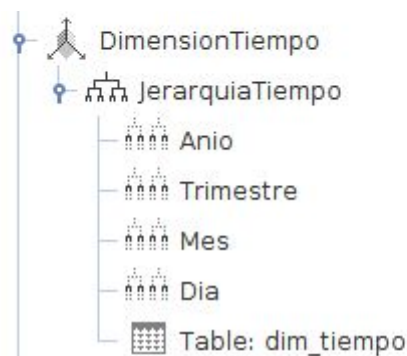 DimensionTiempo
JerarquiaTiempo
Anio
Trimestre
Mes
Dia
Table: dim_tiempo